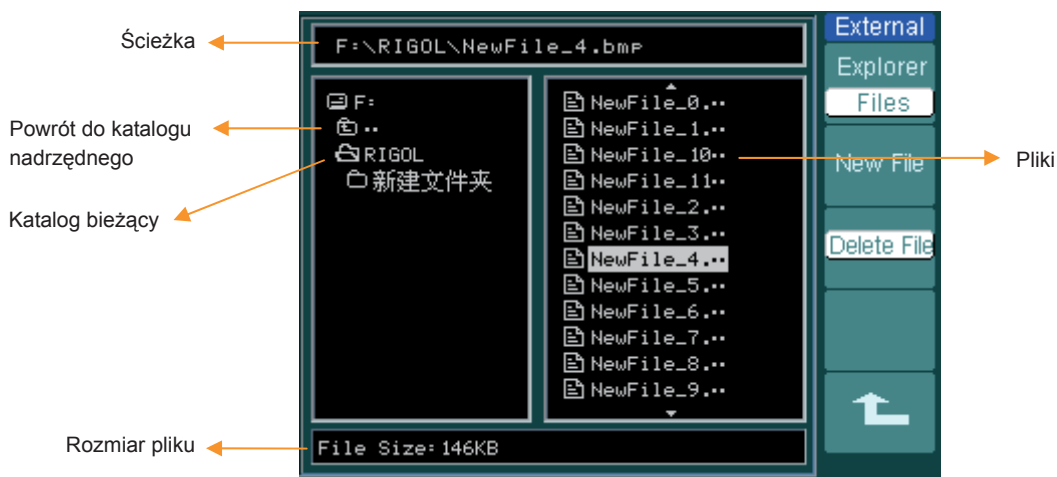 Ścieżka
F:\RIGOL\NewFile_4.bmp
External
Explorer
Files
New File
Delete File
Powrót do katalogu
nadrzędnego
Katalog bieżący
F:
..
RIGOL
新建文件夹
NewFile_0.··
NewFile_1.··
NewFile_10··
NewFile_11··
NewFile_2.··
NewFile_3.··
NewFile_4.··
NewFile_5.··
NewFile_6.··
NewFile_7.··
NewFile_8.··
NewFile_9.··
Pliki
Rozmiar pliku
File Size: 146KB